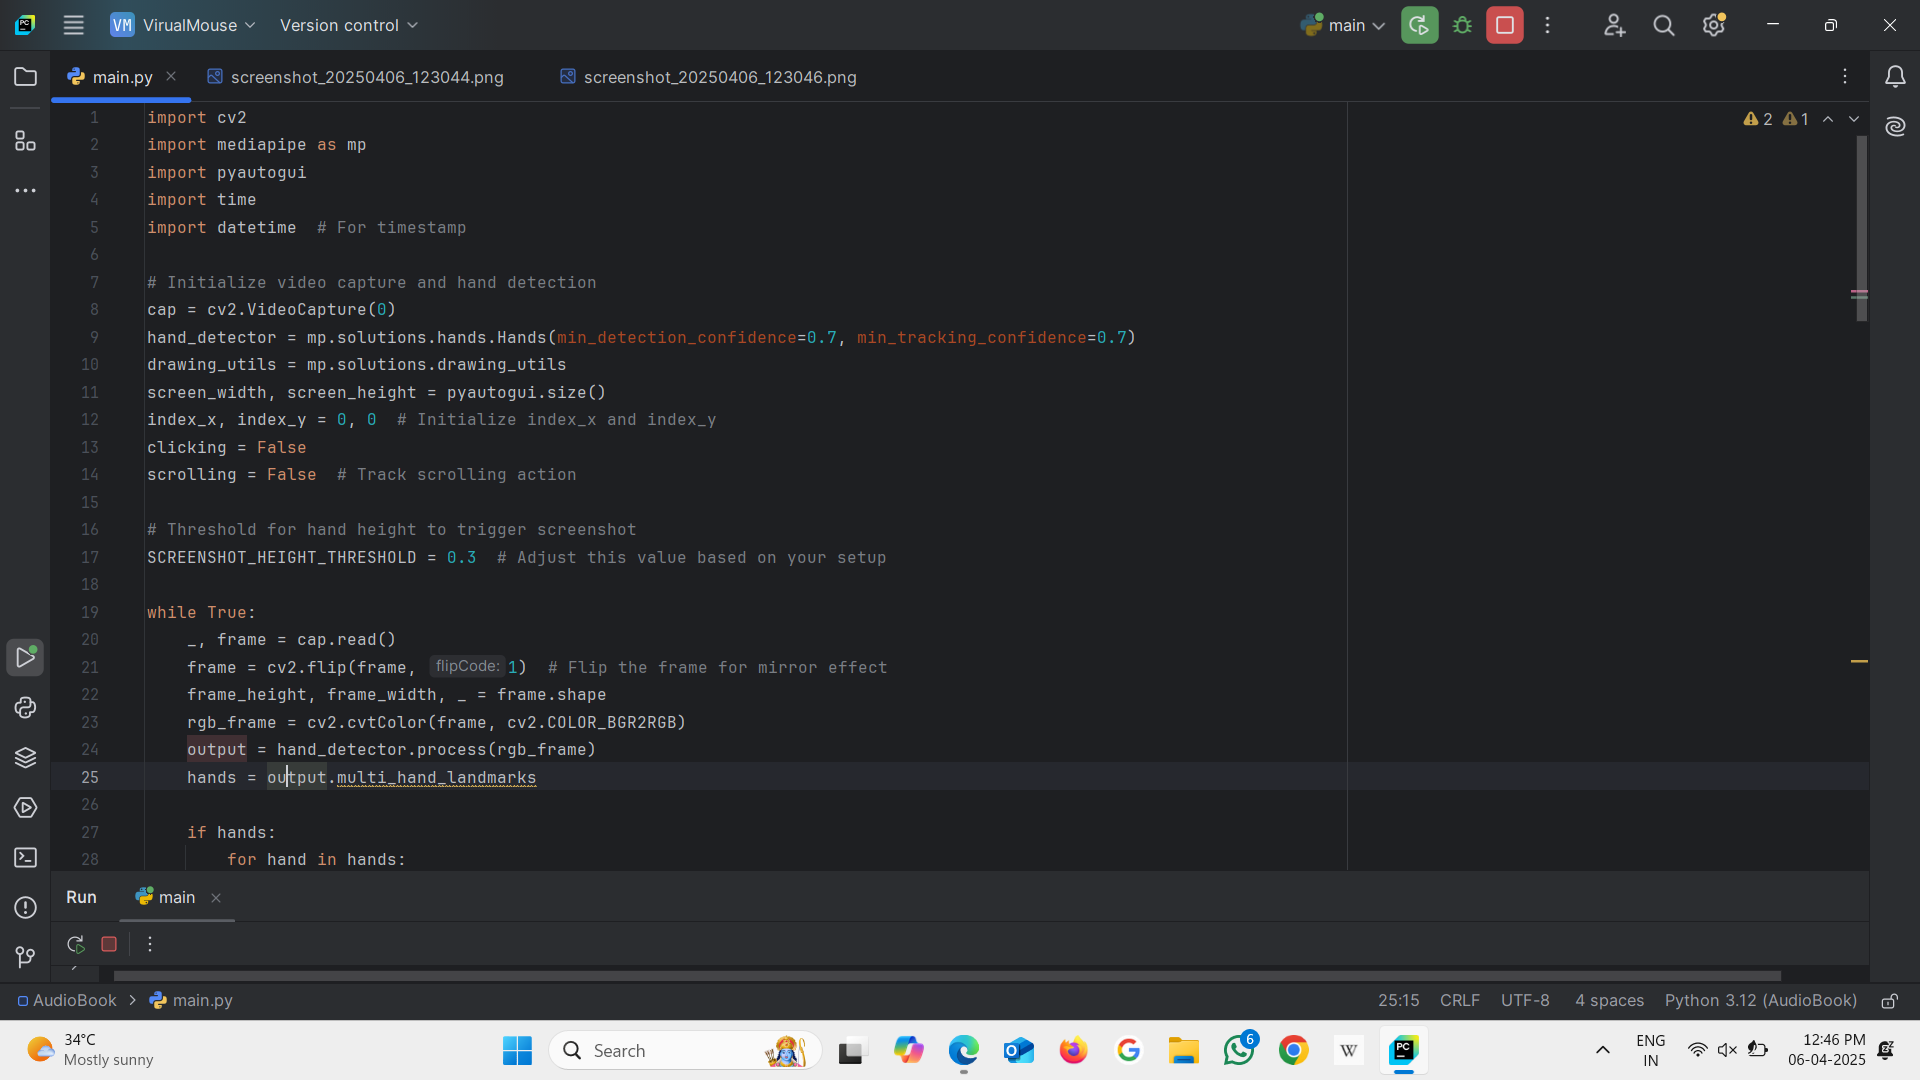 VM VirualMouse Version control main
main.py screenshot_20250406_123044.png screenshot_20250406_123046.png
2 1
1 import cv2
2 import mediapipe as mp
3 import pyautogui
4 import time
5 import datetime # For timestamp
6
7 # Initialize video capture and hand detection
8 cap = cv2.VideoCapture(0)
9 hand_detector = mp.solutions.hands.Hands(min_detection_confidence=0.7, min_tracking_confidence=0.7)
10 drawing_utils = mp.solutions.drawing_utils
11 screen_width, screen_height = pyautogui.size()
12 index_x, index_y = 0, 0 # Initialize index_x and index_y
13 clicking = False
14 scrolling = False # Track scrolling action
15
16 # Threshold for hand height to trigger screenshot
17 SCREENSHOT_HEIGHT_THRESHOLD = 0.3 # Adjust this value based on your setup
18
19 while True:
20 _, frame = cap.read()
21 frame = cv2.flip(frame, flipCode: 1) # Flip the frame for mirror effect
22 frame_height, frame_width, _ = frame.shape
23 rgb_frame = cv2.cvtColor(frame, cv2.COLOR_BGR2RGB)
24 output = hand_detector.process(rgb_frame)
25 hands = output.multi_hand_landmarks
26
27 if hands:
28 for hand in hands:
Run main
AudioBook > main.py 25:15 CRLF UTF-8 4 spaces Python 3.12 (AudioBook)
34°C
Mostly sunny
Search
6
ENG
IN
12:46 PM
06-04-2025